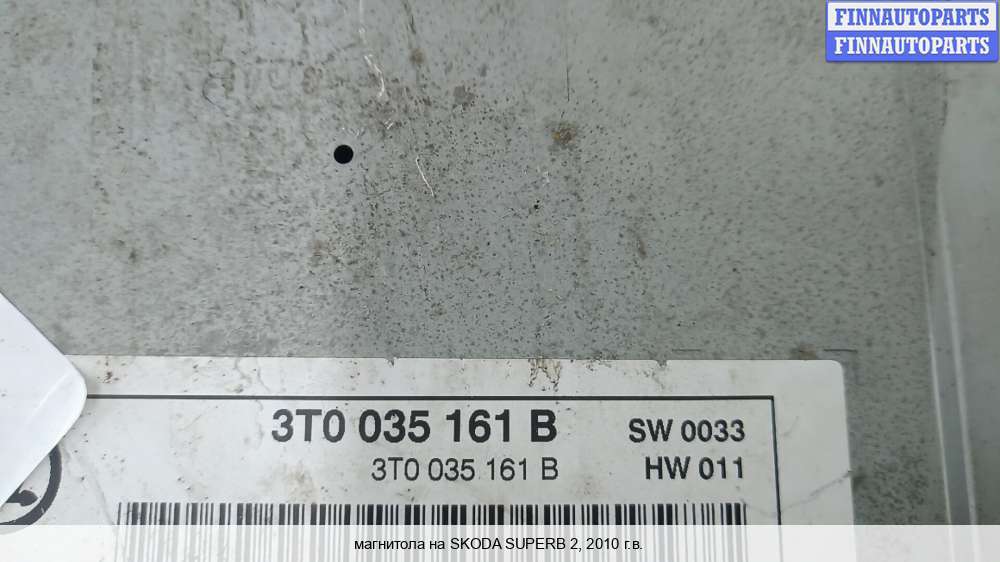 FINNAUTOPARTS
FINNAUTOPARTS
3T0 035 161 B
SW 0033
3T0 035 161 B
HW 011
магнитола на SKODA SUPERB 2, 2010 г.в.